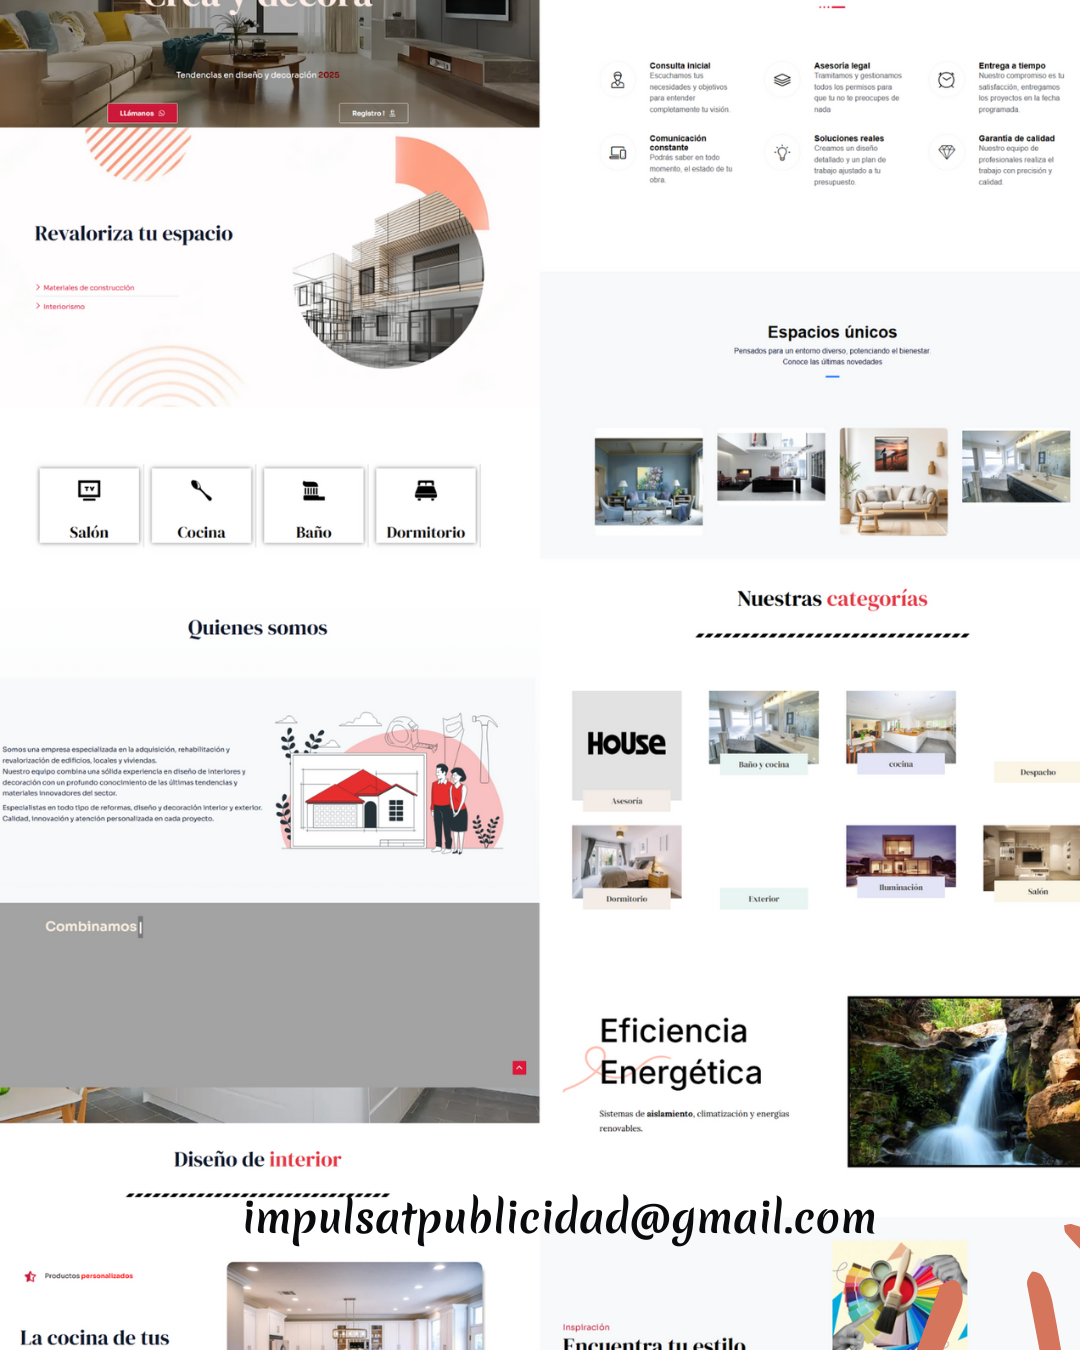 Crea y decora
Tendencias en diseño y decoración 2025
LLámanos
Registro !
Revaloriza tu espacio
Materiales de construcción
Interiorismo
TV
Salón
Cocina
Baño
Dormitorio
Quienes somos
Somos una empresa especializada en la adquisición, rehabilitación y
revalorización de edificios, locales y viviendas.
Nuestro equipo combina una sólida experiencia en diseño de interiores y
decoración con un profundo conocimiento de las últimas tendencias y
materiales innovadores del sector.
Especialistas en todo tipo de reformas, diseño y decoración interior y exterior.
Calidad, innovación y atención personalizada en cada proyecto.
Combinamos
Diseño de interior
Productos personalizados
La cocina de tus
Consulta inicial
Escuchamos tus
necesidades y objetivos
para entender
completamente tu visión.
Asesoría legal
Tramitamos y gestionamos
todos los permisos para
que tu no te preocupes de
nada
Entrega a tiempo
Nuestro compromiso es tu
satisfacción, entregamos
los proyectos en la fecha
programada.
Comunicación
constante
Podrás saber en todo
momento, el estado de tu
obra.
Soluciones reales
Creamos un diseño
detallado y un plan de
trabajo ajustado a tu
presupuesto.
Garantía de calidad
Nuestro equipo de
profesionales realiza el
trabajo con precisión y
calidad.
Espacios únicos
Pensados para un entorno diverso, potenciando el bienestar.
Conoce las últimas novedades
Nuestras categorías
HoUse
Asesoría
Baño y cocina
cocina
Despacho
Dormitorio
Exterior
Iluminación
Salón
Eficiencia
Energética
Sistemas de aislamiento, climatización y energías
renovables.
impulsatpublicidad@gmail.com
Inspiración
Encuentra tu estilo